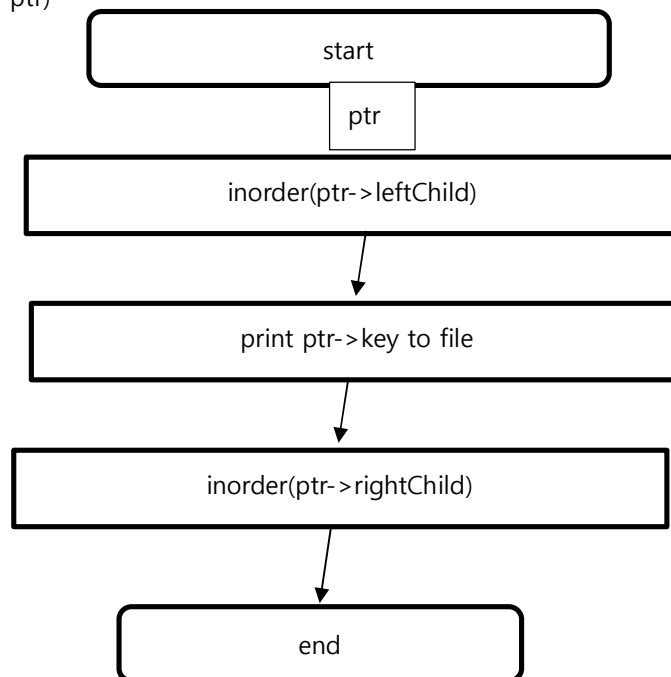 ptr)
start
ptr
inorder(ptr->leftChild)
print ptr->key to file
inorder(ptr->rightChild)
end